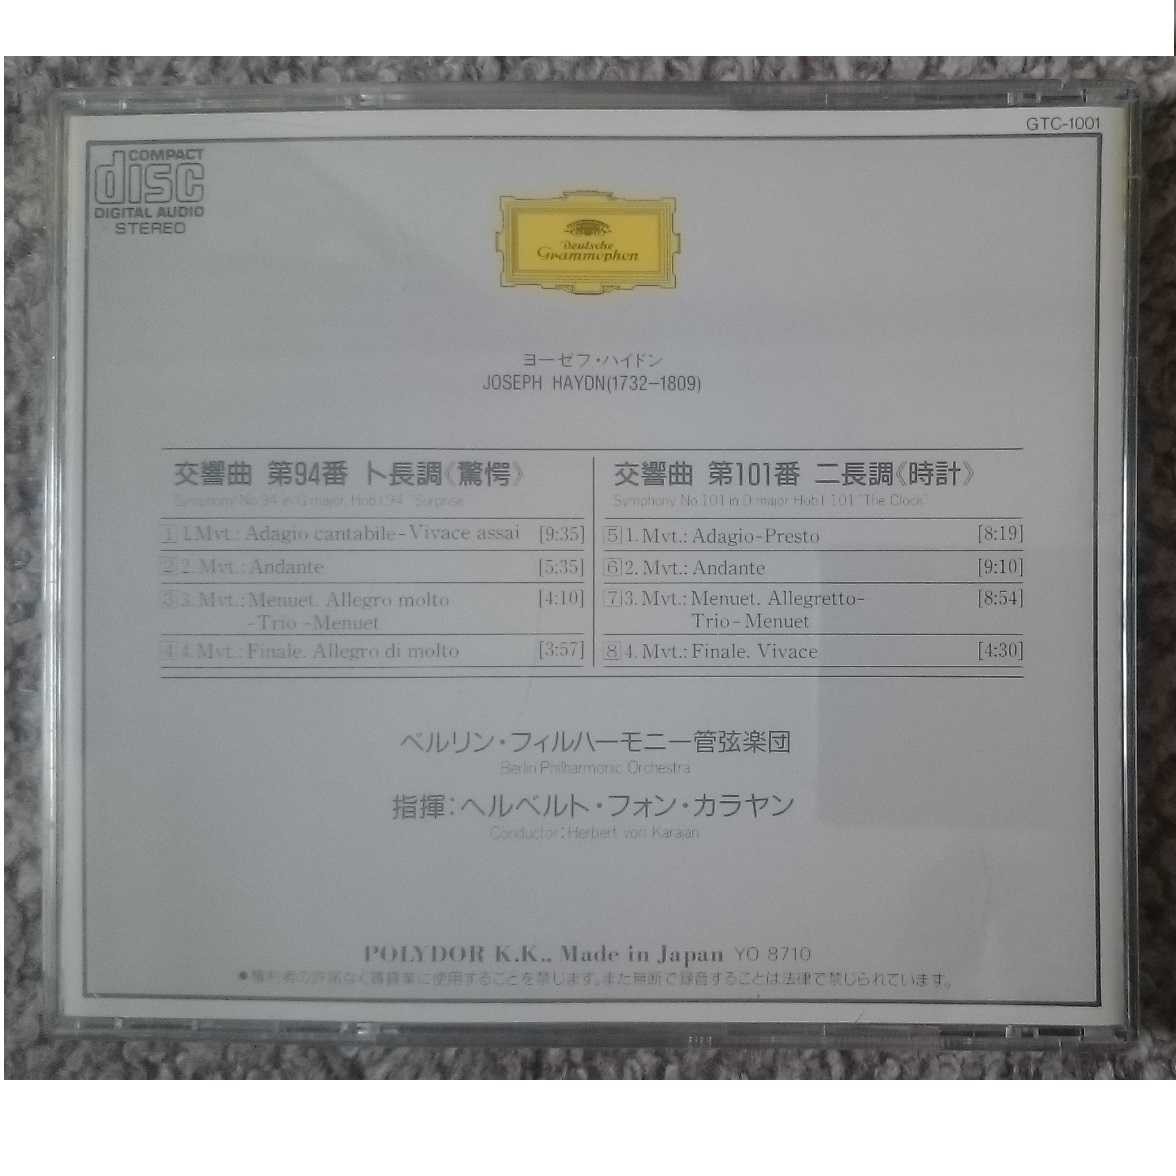 GTC-1001
COMPACT
disc
DIGITAL AUDIO
STEREO
Deutsche
Grammophon
ヨーゼフ・ハイドン
JOSEPH HAYDN(1732-1809)
交響曲 第94番 ト長調《驚愕》
Symphony No.94 in G major Hob.I:94 "Surprise"
1 1.Mvt.: Adagio cantabile-Vivace assai [9:35]
2 2.Mvt.: Andante [5:35]
3 3.Mvt.: Menuet. Allegro molto [4:10]
-Trio-Menuet
4 4.Mvt.: Finale. Allegro di molto [3:57]
交響曲 第101番 ニ長調《時計》
Symphony No.101 in D major Hob.I:101 "The Clock"
5 1.Mvt.: Adagio-Presto [8:19]
6 2.Mvt.: Andante [9:10]
7 3.Mvt.: Menuet. Allegretto- [8:54]
Trio-Menuet
8 4.Mvt.: Finale. Vivace [4:30]
ベルリン・フィルハーモニー管弦楽団
Berlin Philharmonic Orchestra
指揮:ヘルベルト・フォン・カラヤン
Conductor:Herbert von Karajan
POLYDOR K.K., Made in Japan YO 8710
●権利者の許諾なく賃貸業に使用することを禁じます。また無断で録音することは法律で禁じられています。